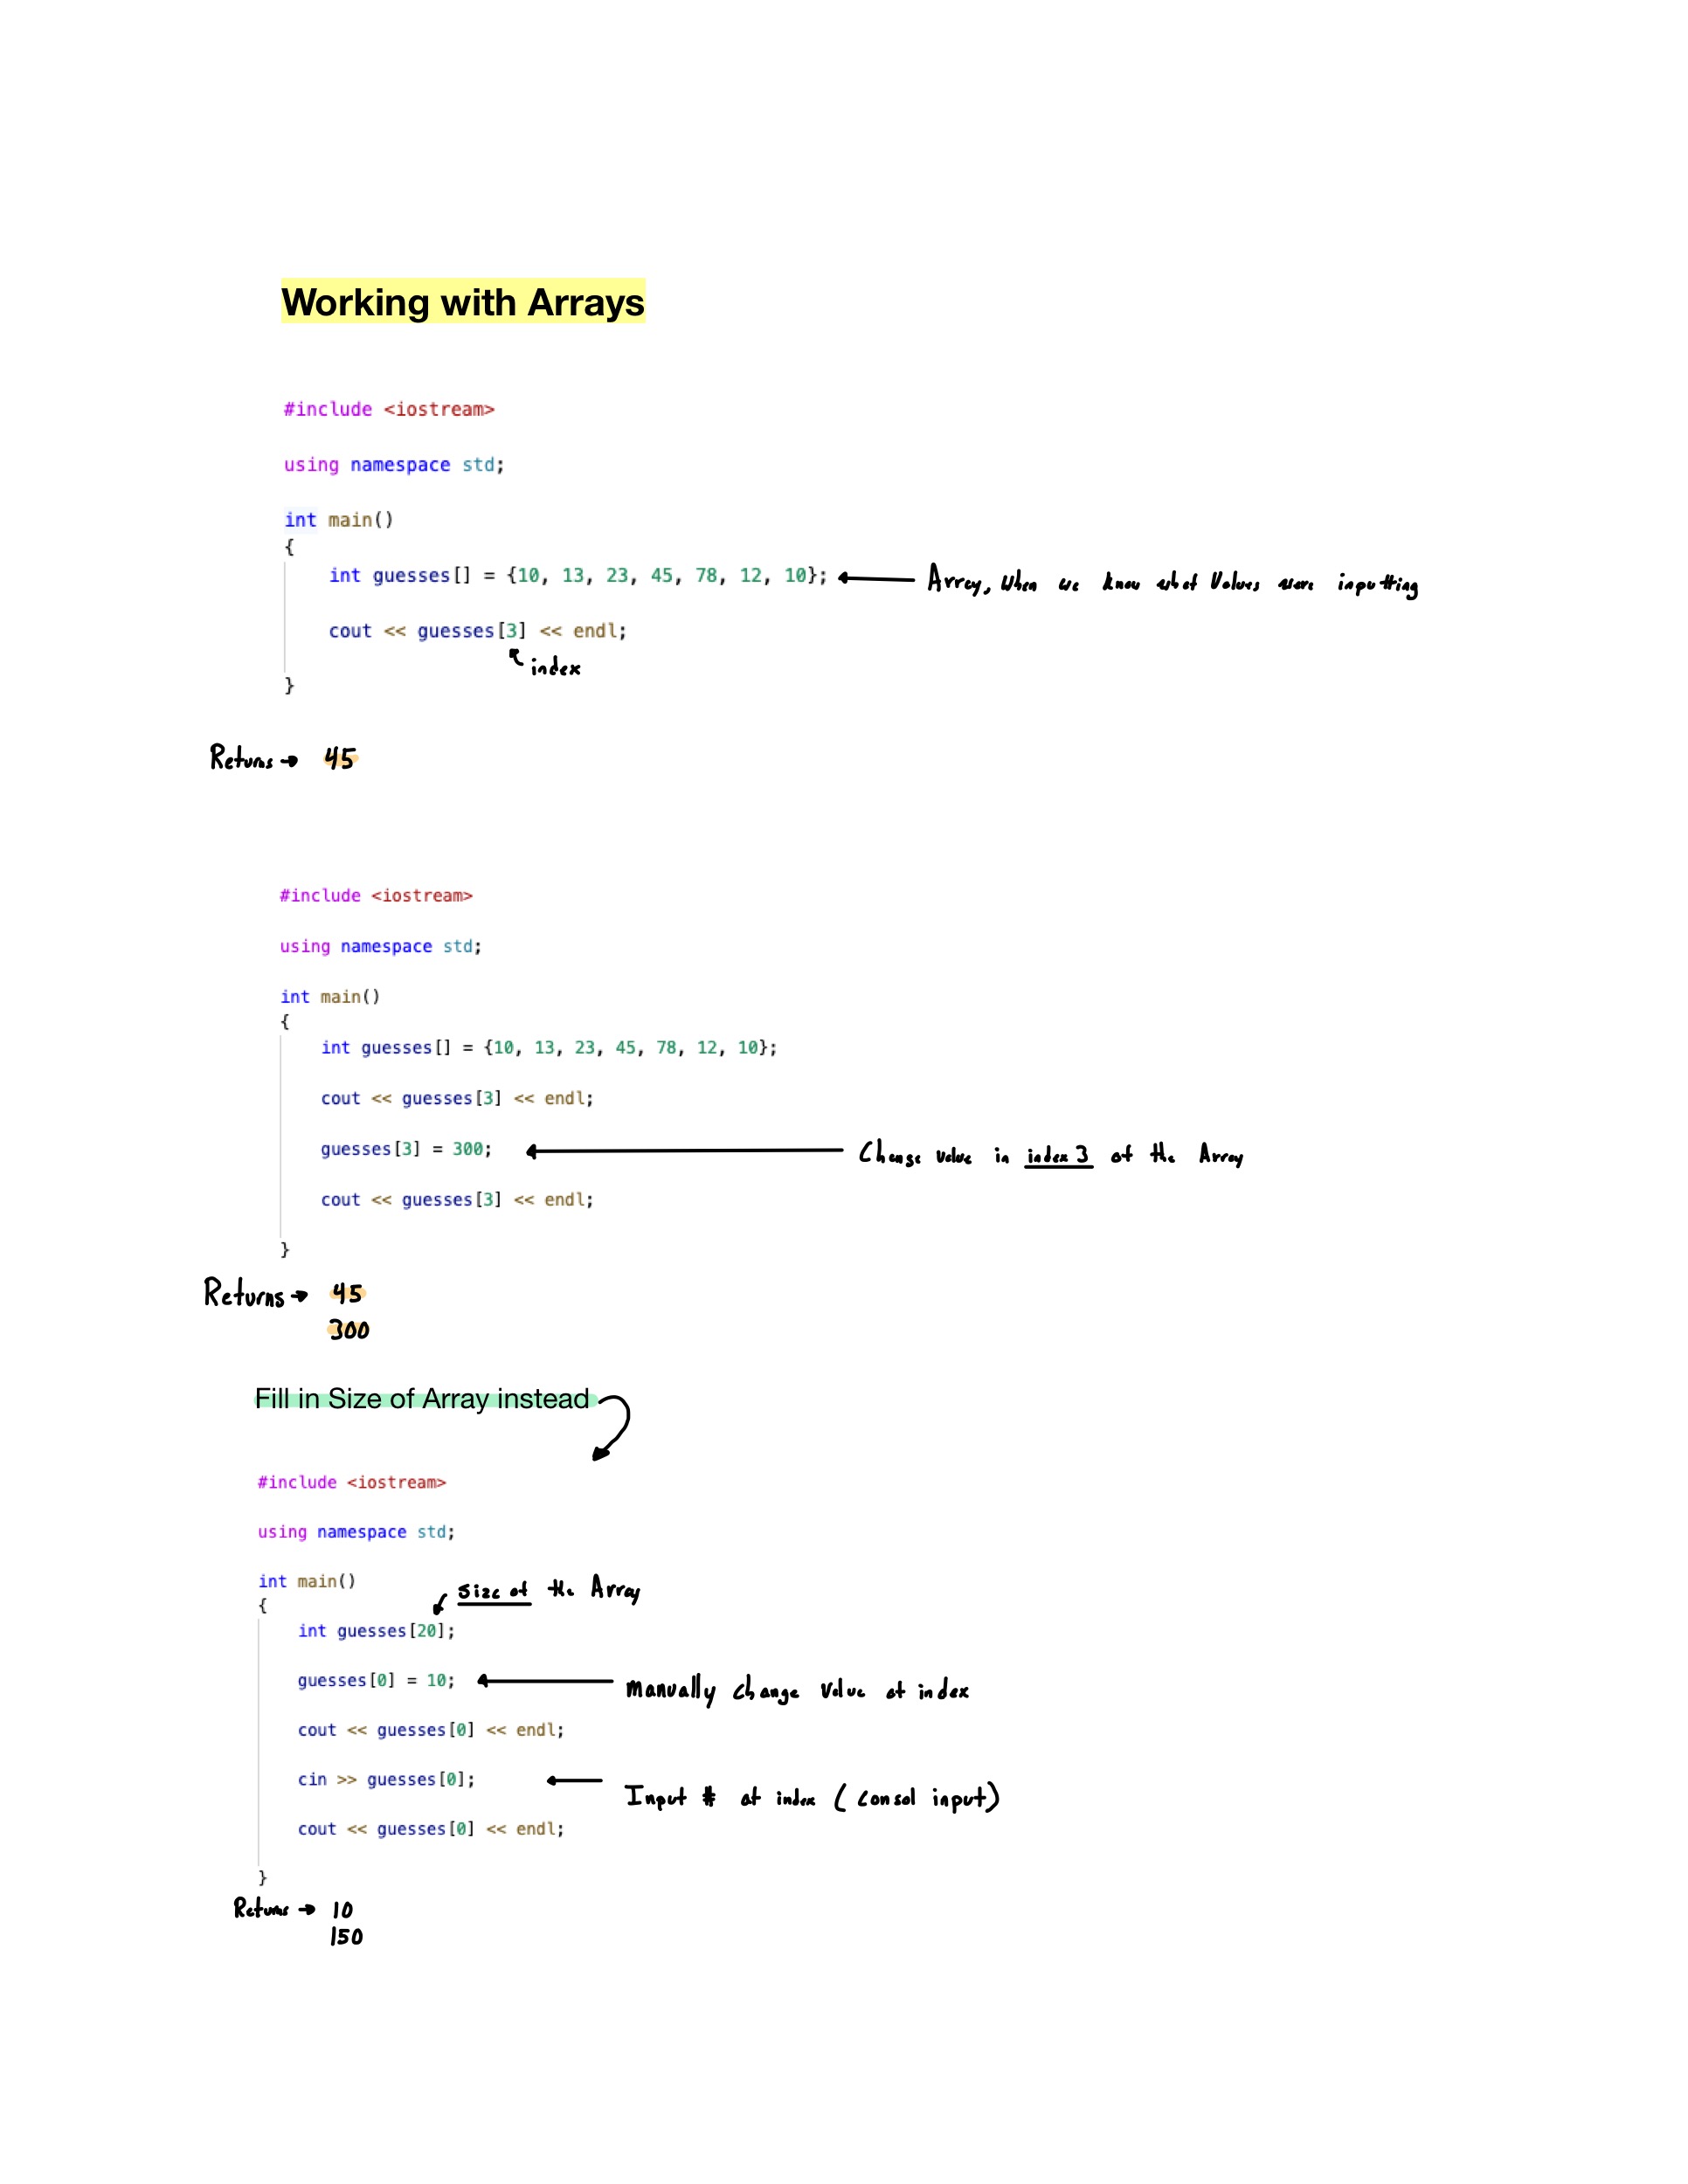 Working with Arrays
#include <iostream>
using namespace std;
int main()
{
int guesses[] = {10, 13, 23, 45, 78, 12, 10}; Array, When we know what Values were inputting
cout << guesses[3] << endl;
index
}
Returns → 45
#include <iostream>
using namespace std;
int main()
{
int guesses[] = {10, 13, 23, 45, 78, 12, 10};
cout << guesses[3] << endl;
guesses[3] = 300; Change value in index 3 of the Array
cout << guesses[3] << endl;
}
Returns → 45
300
Fill in Size of Array instead
#include <iostream>
using namespace std;
int main()
{
Size of the Array
int guesses[20];
guesses[0] = 10; Manually change Value at index
cout << guesses[0] << endl;
cin >> guesses[0]; Input # at index (consol input)
cout << guesses[0] << endl;
}
Returns → 10
150